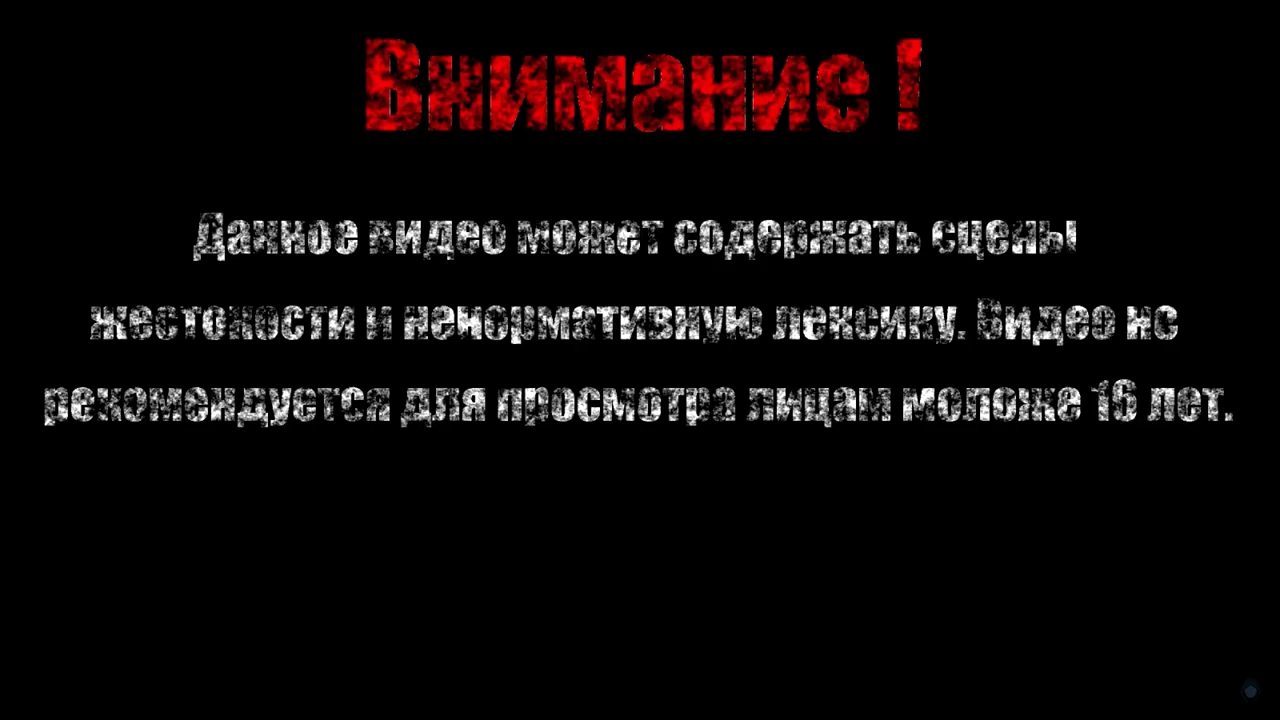 Внимание !
Данное видео может содержать сцены
жестокости и ненормативную лексику. Видео не
рекомендуется для просмотра лицам моложе 16 лет.